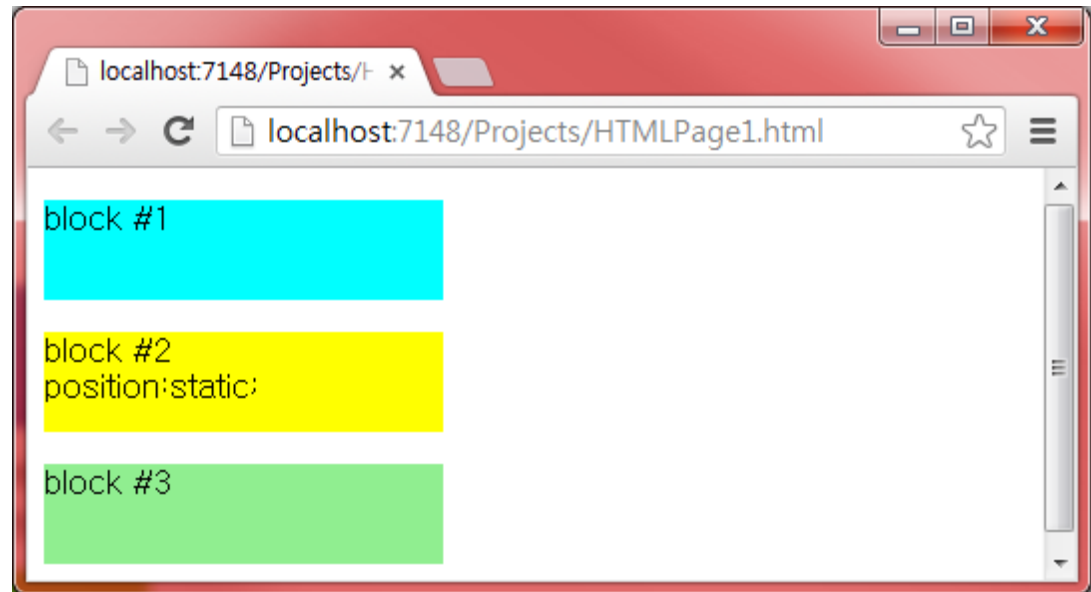 localhost:7148/Projects/H
localhost:7148/Projects/HTMLPage1.html
block #1
block #2
position:static;
block #3